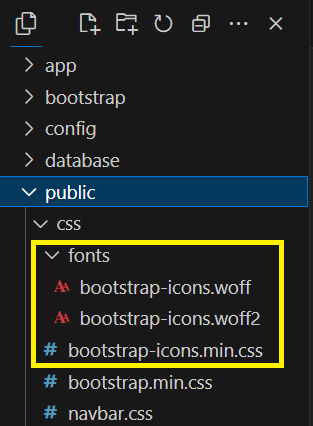 app
bootstrap
config
database
public
css
fonts
bootstrap-icons.woff
bootstrap-icons.woff2
# bootstrap-icons.min.css
# bootstrap.min.css
# navbar.css